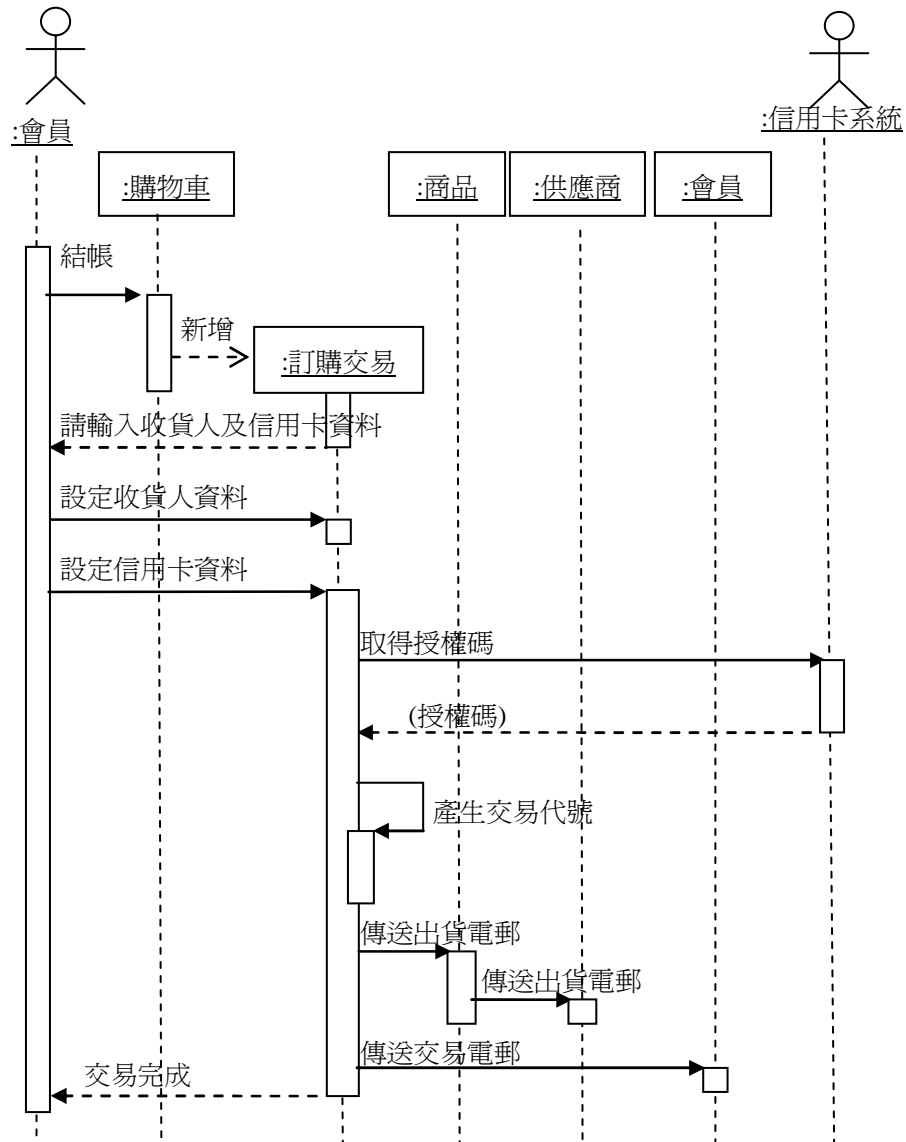 :會員
:信用卡系統
:購物車
:商品
:供應商
:會員
結帳
新增
:訂購交易
請輸入收貨人及信用卡資料
設定收貨人資料
設定信用卡資料
取得授權碼
(授權碼)
產生交易代號
傳送出貨電郵
傳送出貨電郵
傳送交易電郵
交易完成